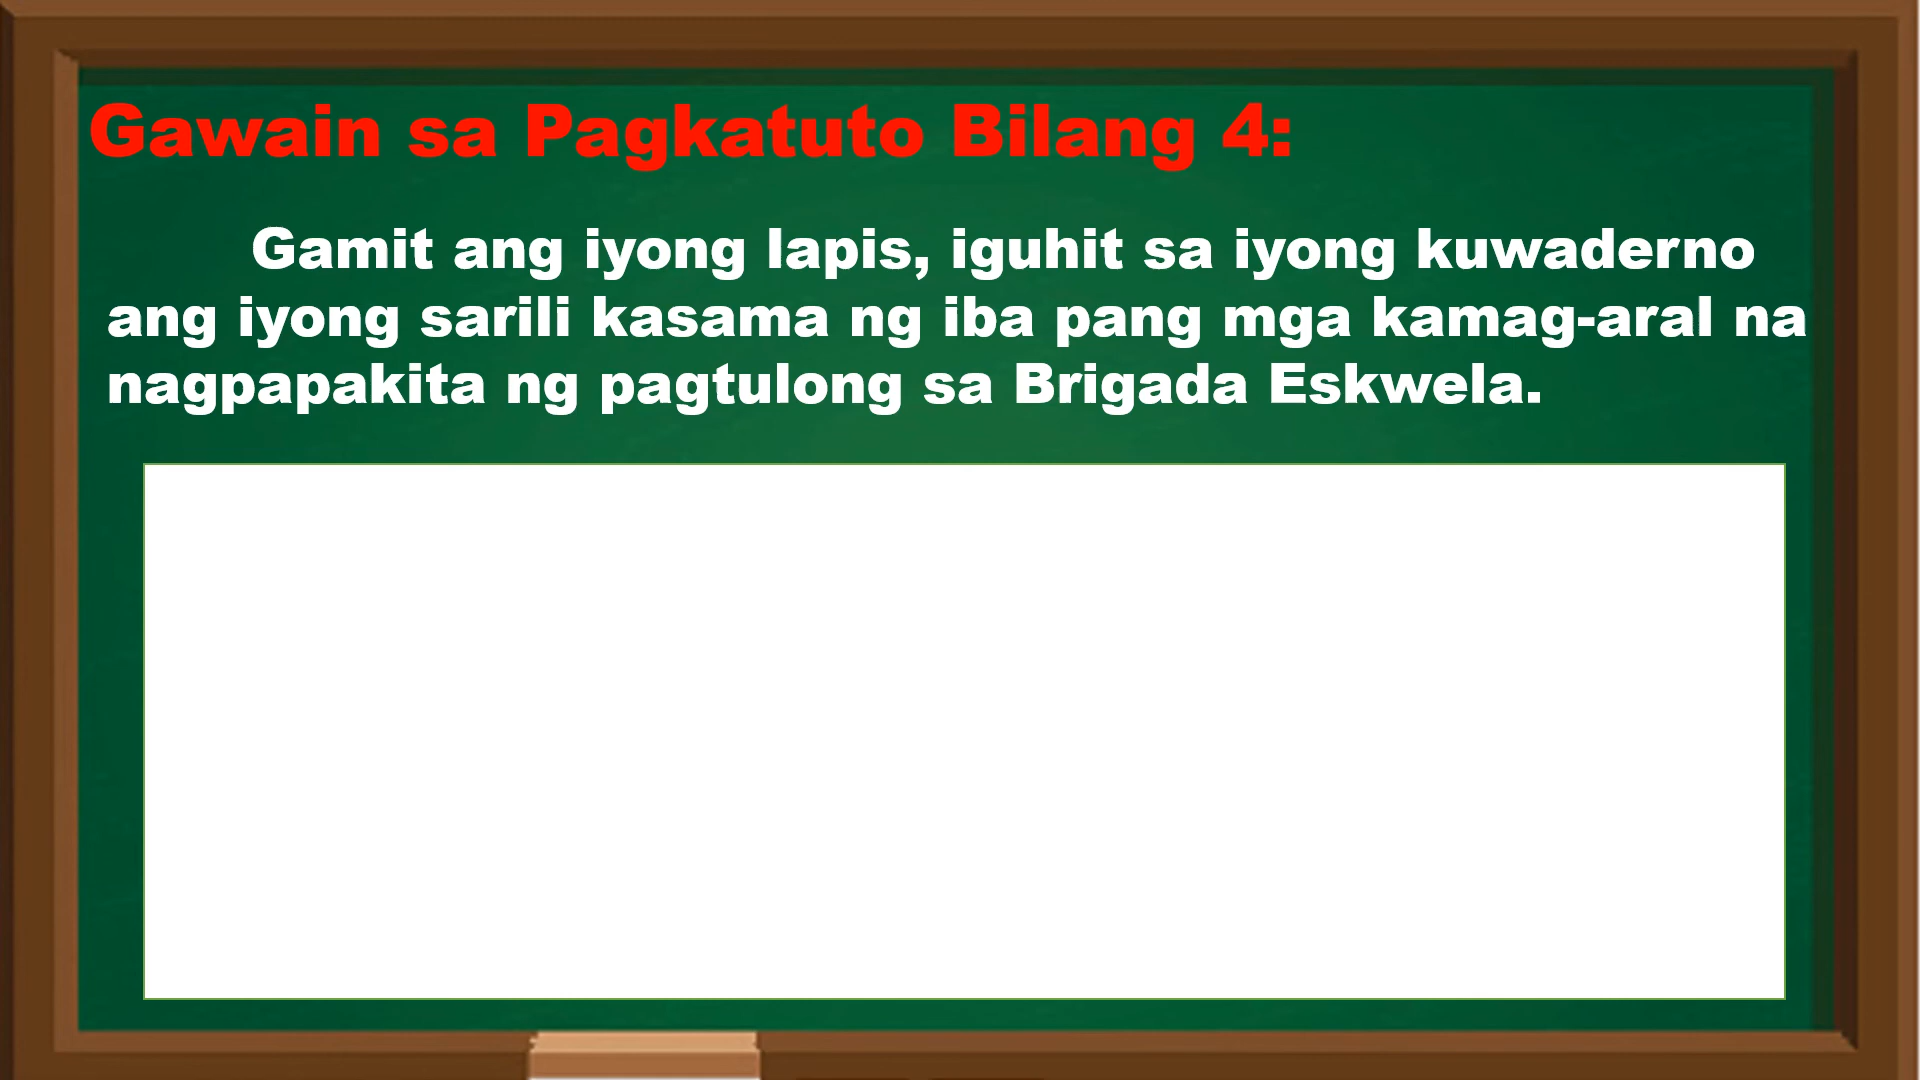 Gawain sa Pagkatuto Bilang 4:
Gamit ang iyong lapis, iguhit sa iyong kuwaderno
ang iyong sarili kasama ng iba pang mga kamag-aral na
nagpapakita ng pagtulong sa Brigada Eskwela.